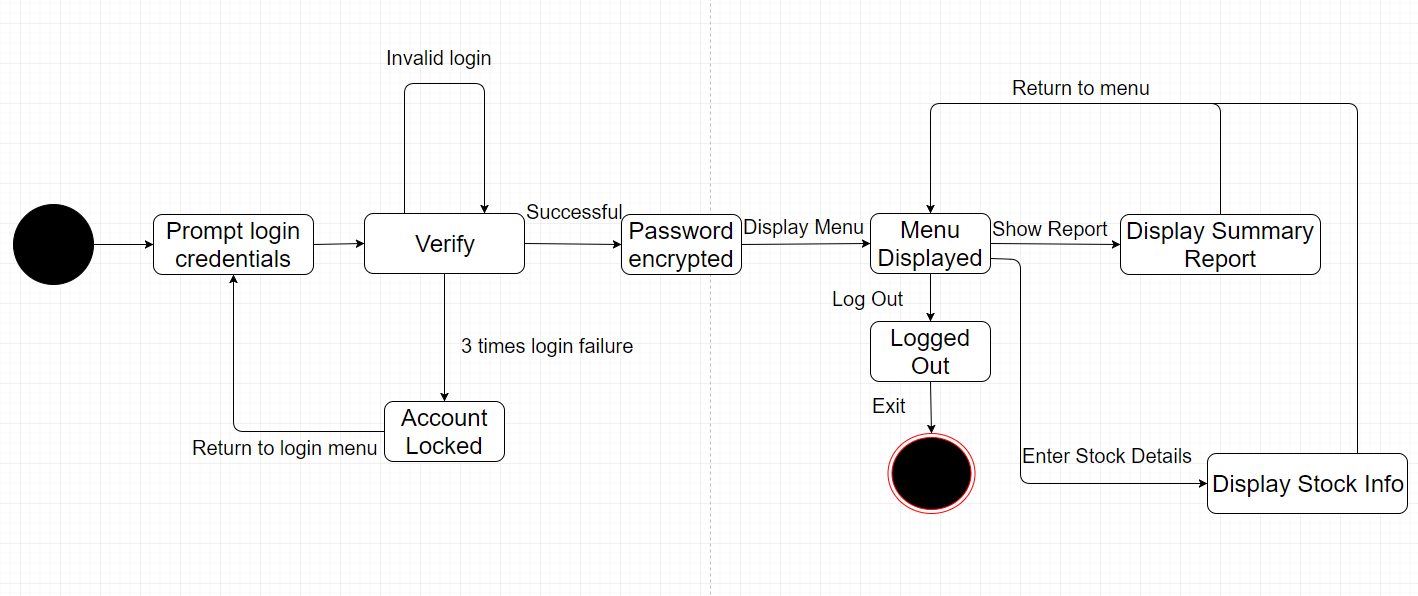 Invalid login
Return to menu
Prompt login
credentials
Verify
Successful
Password
encrypted
Display Menu
Menu
Displayed
Show Report
Display Summary
Report
Log Out
Logged
Out
3 times login failure
Account
Locked
Return to login menu
Exit
Enter Stock Details
Display Stock Info